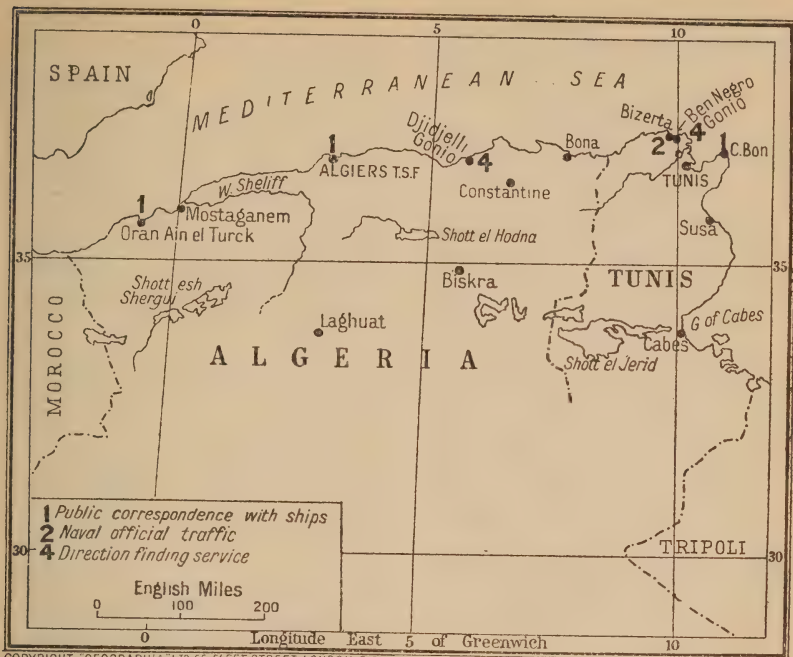 0
5
10
SPAIN
MEDITERRANEAN SEA
1
ALGIERS T.S.F
Djidjelli
Gonio
4
Bona
Bizerta
Ben Negro
Gonio
4
2
1
C.Bon
TUNIS
W. Sheliff
Constantine
1
Mostaganem
Oran Ain el Turck
Susa
Shott el Hodna
35
35
Shott esh
Shergui
Biskra
TUNIS
MOROCCO
Laghuat
G of Cabes
Cabes
ALGERIA
Shott el Jerid
1 Public correspondence with ships
2 Naval official traffic
4 Direction finding service
30
TRIPOLI
30
English Miles
0 100 200
0 Longitude East 5 of Greenwich 10